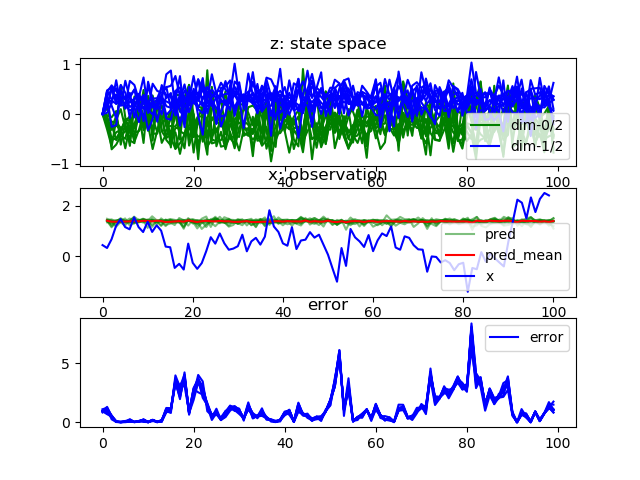 z: state space
1
0
−1
dim-0/2
dim-1/2
0
20
40
60
80
100
x: observation
2
0
pred
pred_mean
x
0
20
40
60
80
100
error
5
0
error
0
20
40
60
80
100